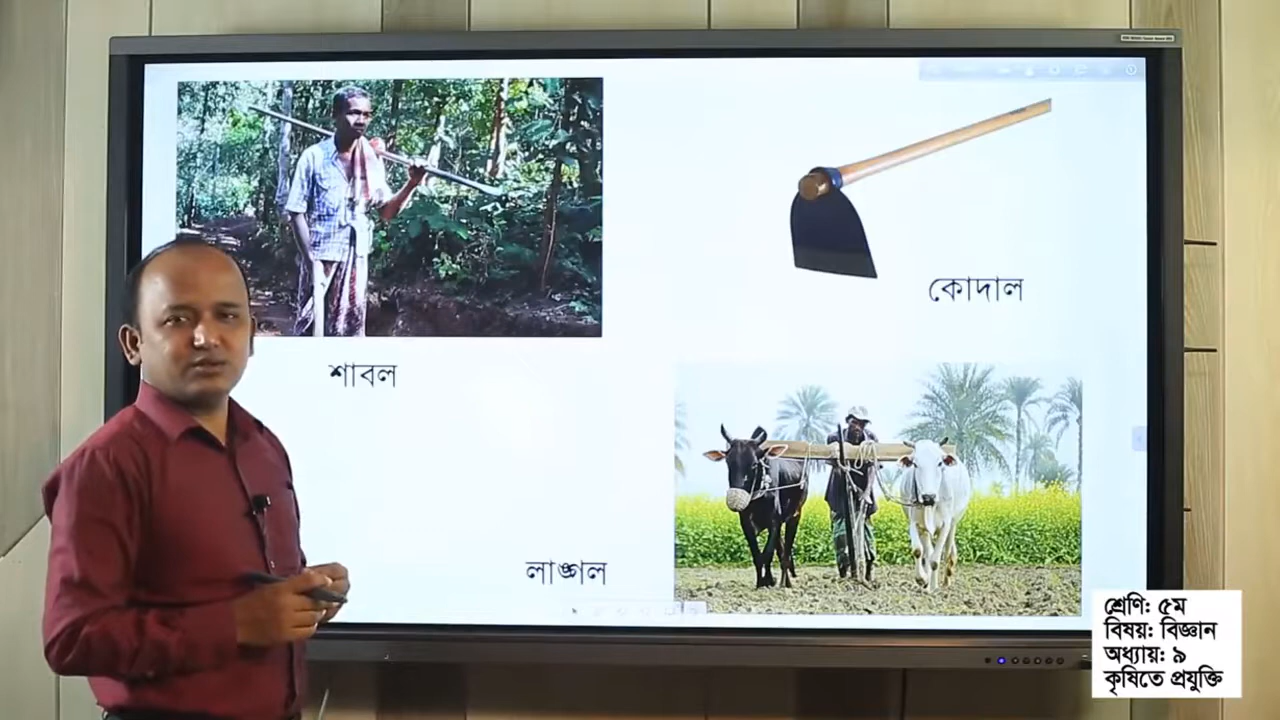 কোদাল
শাবল
লাঙ্গল
শ্রেণি: ৫ম
বিষয়: বিজ্ঞান
অধ্যায়: ৯
কৃষিতে প্রযুক্তি